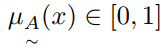 μ_A̰(x) ∈ [0, 1]